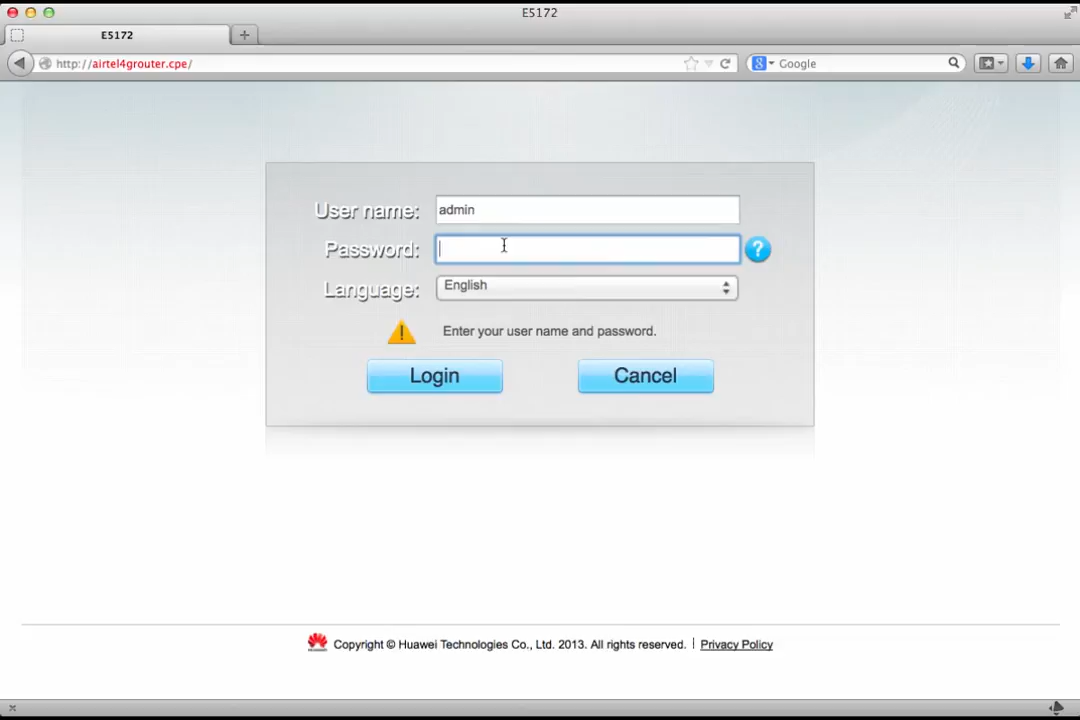 E5172
E5172
http://airtel4grouter.cpe/
Google
User name:
admin
Password:
?
Language:
English
Enter your user name and password.
Login
Cancel
Copyright © Huawei Technologies Co., Ltd. 2013. All rights reserved. | Privacy Policy